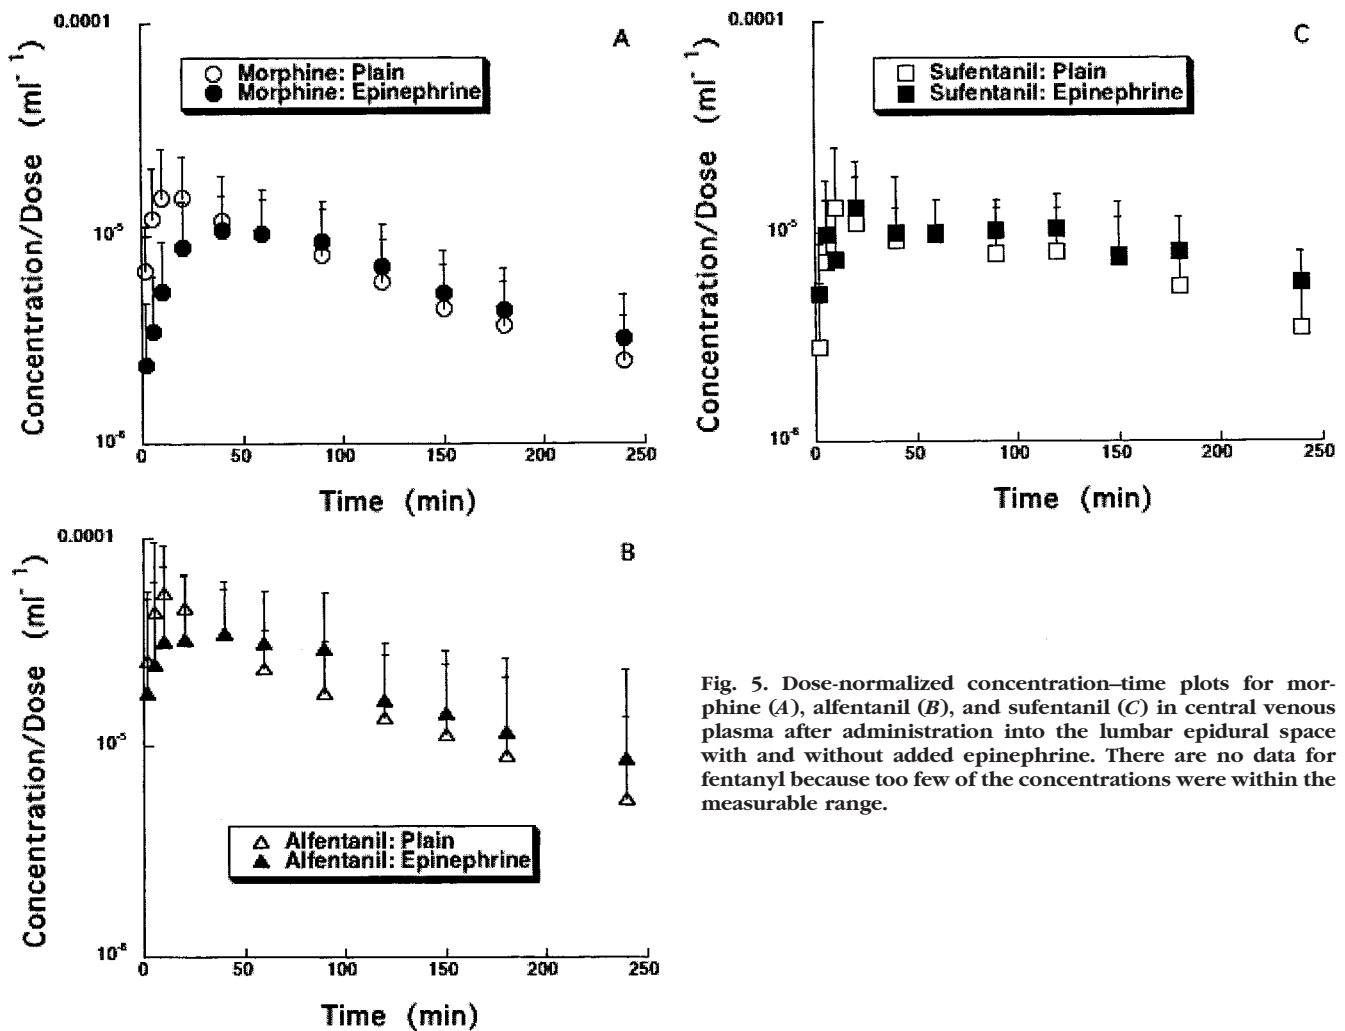 0.0001
A
Morphine: Plain
Morphine: Epinephrine
Concentration/Dose (ml⁻¹)
10⁻⁵
10⁻⁶
0 50 100 150 200 250
Time (min)
0.0001
C
Sufentanil: Plain
Sufentanil: Epinephrine
Concentration/Dose (ml⁻¹)
10⁻⁵
10⁻⁶
0 50 100 150 200 250
Time (min)
0.0001
B
Concentration/Dose (ml⁻¹)
10⁻⁵
Alfentanil: Plain
Alfentanil: Epinephrine
10⁻⁶
0 50 100 150 200 250
Time (min)
Fig. 5. Dose-normalized concentration–time plots for mor-
phine (A), alfentanil (B), and sufentanil (C) in central venous
plasma after administration into the lumbar epidural space
with and without added epinephrine. There are no data for
fentanyl because too few of the concentrations were within the
measurable range.